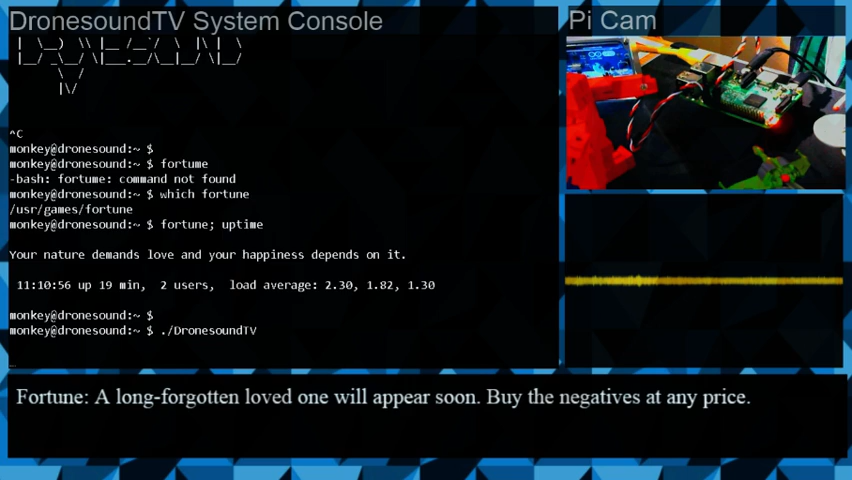 DronesoundTV System Console
Pi Cam
^C
monkey@dronesound:~ $
monkey@dronesound:~ $ fortume
-bash: fortume: command not found
monkey@dronesound:~ $ which fortune
/usr/games/fortune
monkey@dronesound:~ $ fortune; uptime
Your nature demands love and your happiness depends on it.
11:10:56 up 19 min,  2 users,  load average: 2.30, 1.82, 1.30
monkey@dronesound:~ $
monkey@dronesound:~ $ ./DronesoundTV
Fortune: A long-forgotten loved one will appear soon. Buy the negatives at any price.